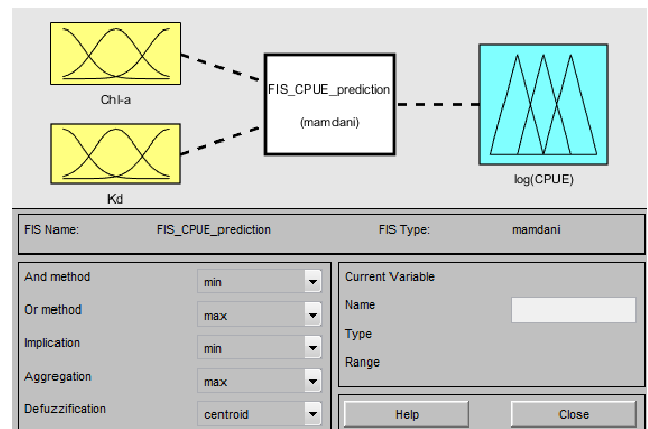 Chl-a
FIS_CPUE_prediction
(mamdani)
Kd
log(CPUE)
FIS Name: FIS_CPUE_prediction FIS Type: mamdani
And method min
Or method max
Implication min
Aggregation max
Defuzzification centroid
Current Variable
Name
Type
Range
Help Close